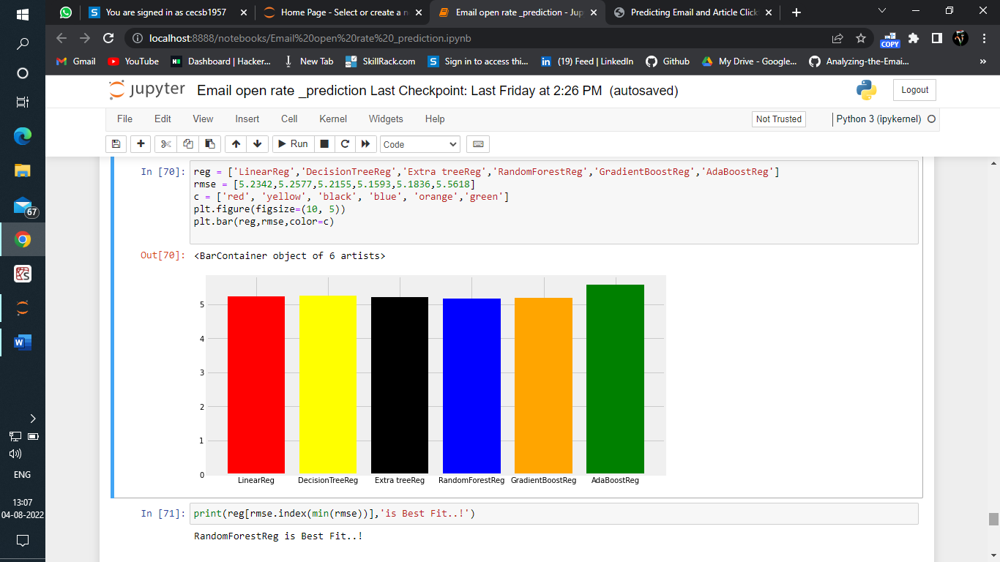 You are signed in as cecsb1957
Home Page - Select or create a n
Email open rate _prediction - Jup
Predicting Email and Article Click
localhost:8888/notebooks/Email%20open%20rate%20_prediction.ipynb
COPY
Gmail
YouTube
Dashboard | Hacker...
New Tab
SkillRack.com
Sign in to access thi...
(19) Feed | LinkedIn
Github
My Drive - Google...
Analyzing-the-Emai...
»
jupyter Email open rate _prediction Last Checkpoint: Last Friday at 2:26 PM (autosaved)
Logout
File Edit View Insert Cell Kernel Widgets Help
Not Trusted
Python 3 (ipykernel)
Run
Code
In [70]:
reg = ['LinearReg','DecisionTreeReg','Extra treeReg','RandomForestReg','GradientBoostReg','AdaBoostReg']
rmse = [5.2342,5.2577,5.2155,5.1593,5.1836,5.5618]
c = ['red', 'yellow', 'black', 'blue', 'orange','green']
plt.figure(figsize=(10, 5))
plt.bar(reg,rmse,color=c)
Out[70]: <BarContainer object of 6 artists>
5
4
3
2
1
0
LinearReg DecisionTreeReg Extra treeReg RandomForestReg GradientBoostReg AdaBoostReg
In [71]: print(reg[rmse.index(min(rmse))],'is Best Fit..!')
RandomForestReg is Best Fit..!
67
ENG
13:07
04-08-2022